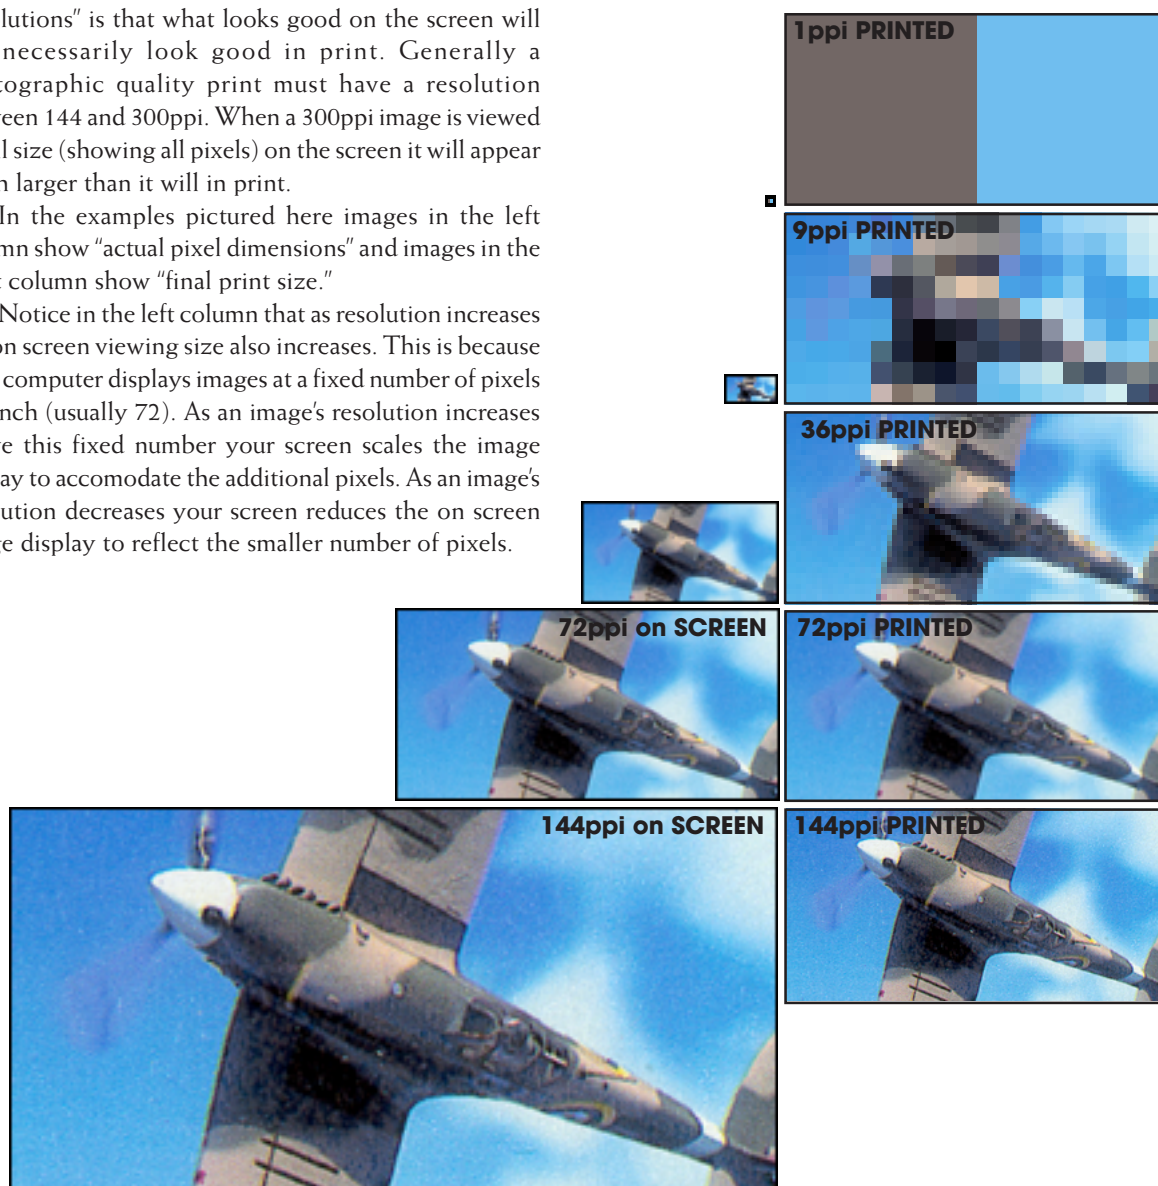 lutions” is that what looks good on the screen will
necessarily look good in print. Generally a
tographic quality print must have a resolution
een 144 and 300ppi. When a 300ppi image is viewed
l size (showing all pixels) on the screen it will appear
n larger than it will in print.
In the examples pictured here images in the left
mn show “actual pixel dimensions” and images in the
t column show “final print size.”
Notice in the left column that as resolution increases
on screen viewing size also increases. This is because
computer displays images at a fixed number of pixels
nch (usually 72). As an image’s resolution increases
e this fixed number your screen scales the image
ay to accomodate the additional pixels. As an image’s
ution decreases your screen reduces the on screen
ge display to reflect the smaller number of pixels.
1ppi PRINTED
9ppi PRINTED
36ppi PRINTED
72ppi on SCREEN
72ppi PRINTED
144ppi on SCREEN
144ppi PRINTED